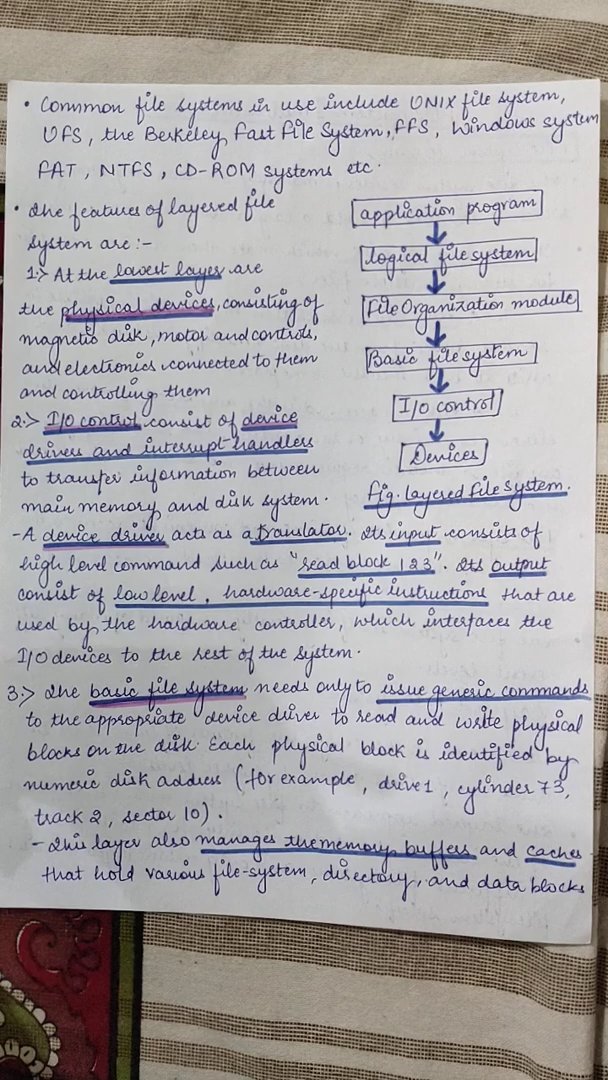 • Common file systems in use include UNIX file system,
UFS, the Berkeley Fast File System, FFS, Windows system
FAT, NTFS, CD-ROM systems etc.
• The features of layered file
system are :-
1.> At the lowest layer are
the physical devices, consisting of
magnetic disk, motor and controls,
and electronics connected to them
and controlling them
2.> I/O control consist of device
drivers and interrupt handlers
to transfer information between
main memory and disk system.
application program
logical file system
File Organization module
Basic file system
I/O control
Devices
Fig. layered file system.
- A device driver acts as a translator. Its input consists of
high level command such as "read block 123". Its output
consist of low level, hardware-specific instructions that are
used by the hardware controller, which interfaces the
I/O devices to the rest of the system.
3.> The basic file system needs only to issue generic commands
to the appropriate device driver to read and write physical
blocks on the disk. Each physical block is identified by
numeric disk address (for example, drive1, cylinder 73,
track 2, sector 10).
- This layer also manages the memory buffers and caches
that hold various file-system, directory, and data blocks